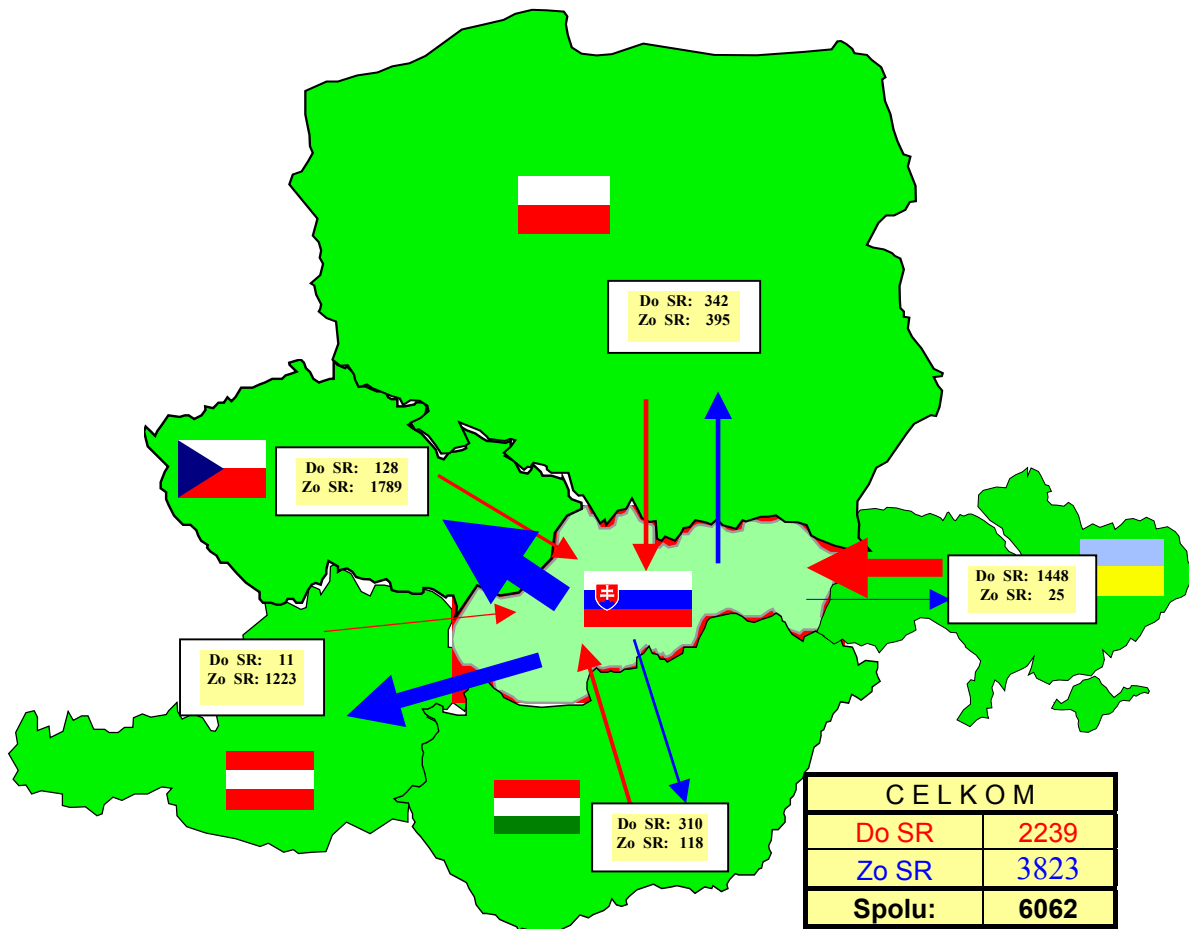 Do SR: 342
Zo SR: 395
Do SR: 128
Zo SR: 1789
Do SR: 1448
Zo SR: 25
Do SR: 11
Zo SR: 1223
Do SR: 310
Zo SR: 118
C E L K O M
Do SR 2239
Zo SR 3823
Spolu: 6062